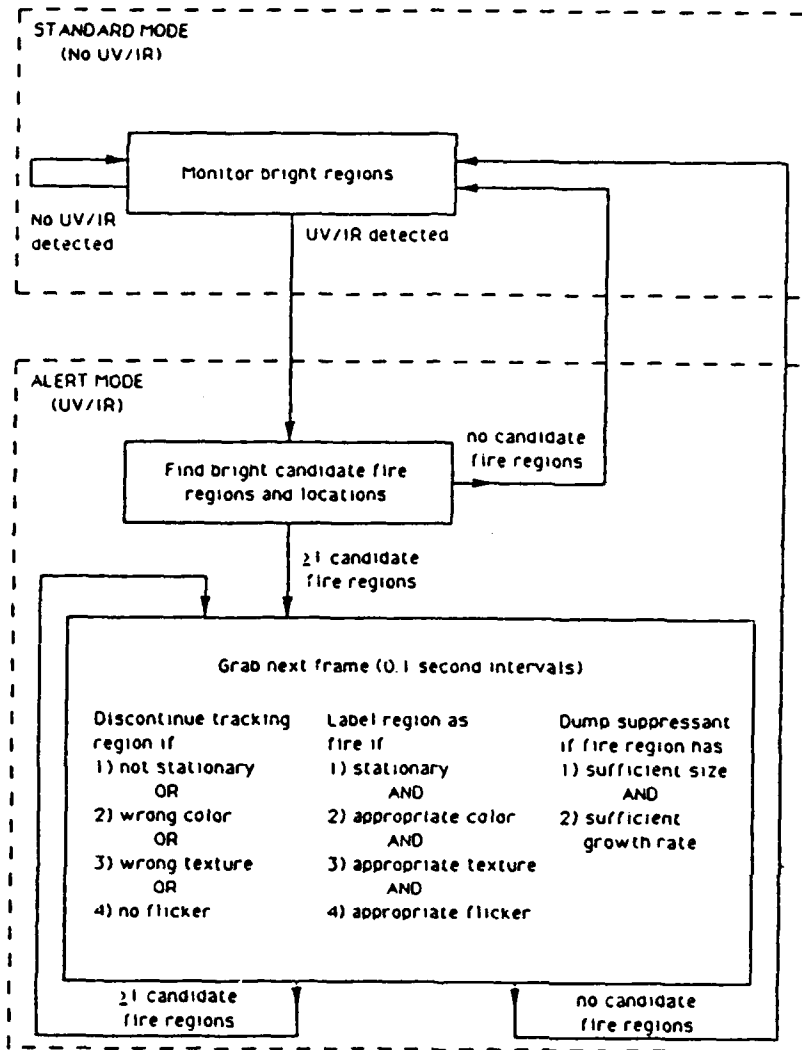 STANDARD MODE
(No UV/IR)
Monitor bright regions
No UV/IR
detected
UV/IR detected
ALERT MODE
(UV/IR)
no candidate
fire regions
Find bright candidate fire
regions and locations
≥1 candidate
fire regions
Grab next frame (0.1 second intervals)
Discontinue tracking
region if
1) not stationary
OR
2) wrong color
OR
3) wrong texture
OR
4) no flicker
Label region as
fire if
1) stationary
AND
2) appropriate color
AND
3) appropriate texture
AND
4) appropriate flicker
Dump suppressant
if fire region has
1) sufficient size
AND
2) sufficient
growth rate
≥1 candidate
fire regions
no candidate
fire regions